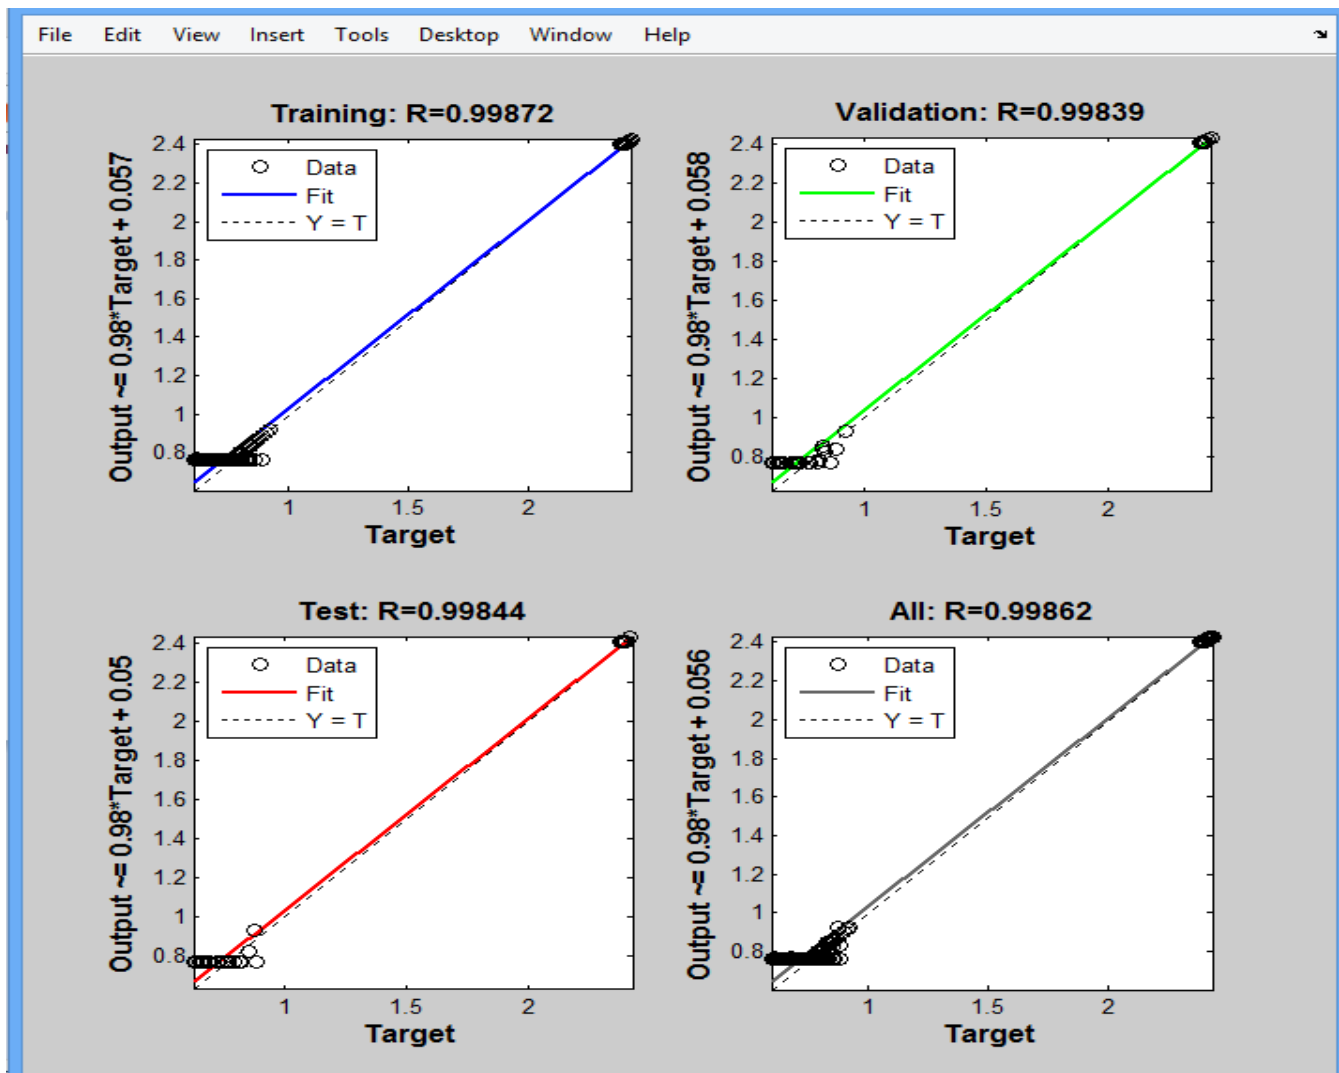 File Edit View Insert Tools Desktop Window Help
Training: R=0.99872
Output ~= 0.98*Target + 0.057
2.4
2.2
2
1.8
1.6
1.4
1.2
1
0.8
Data
Fit
Y = T
1 1.5 2
Target
Validation: R=0.99839
Output ~= 0.98*Target + 0.058
2.4
2.2
2
1.8
1.6
1.4
1.2
1
0.8
Data
Fit
Y = T
1 1.5 2
Target
Test: R=0.99844
Output ~= 0.98*Target + 0.05
2.4
2.2
2
1.8
1.6
1.4
1.2
1
0.8
Data
Fit
Y = T
1 1.5 2
Target
All: R=0.99862
Output ~= 0.98*Target + 0.056
2.4
2.2
2
1.8
1.6
1.4
1.2
1
0.8
Data
Fit
Y = T
1 1.5 2
Target